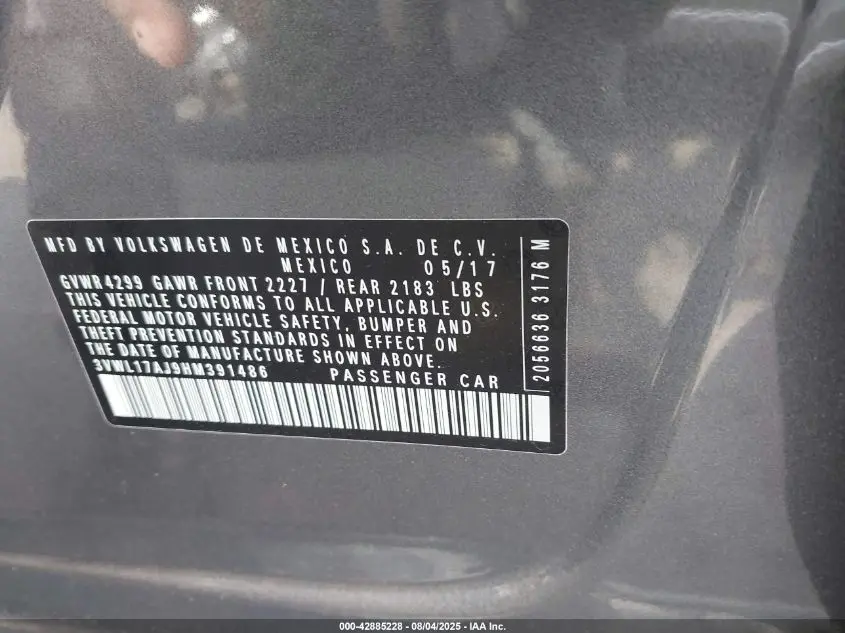 MFD BY VOLKSWAGEN DE MEXICO S.A. DE C.V.
MEXICO 05/17
GVWR 4299 GAWR FRONT 2227 / REAR 2183 LBS
THIS VEHICLE CONFORMS TO ALL APPLICABLE U.S.
FEDERAL MOTOR VEHICLE SAFETY, BUMPER AND
THEFT PREVENTION STANDARDS IN EFFECT ON
THE DATE OF MANUFACTURE SHOWN ABOVE.
3VWL17AJ9HM391486 PASSENGER CAR
2056636 3176 M
000-42885228 - 08/04/2025 - IAA Inc.